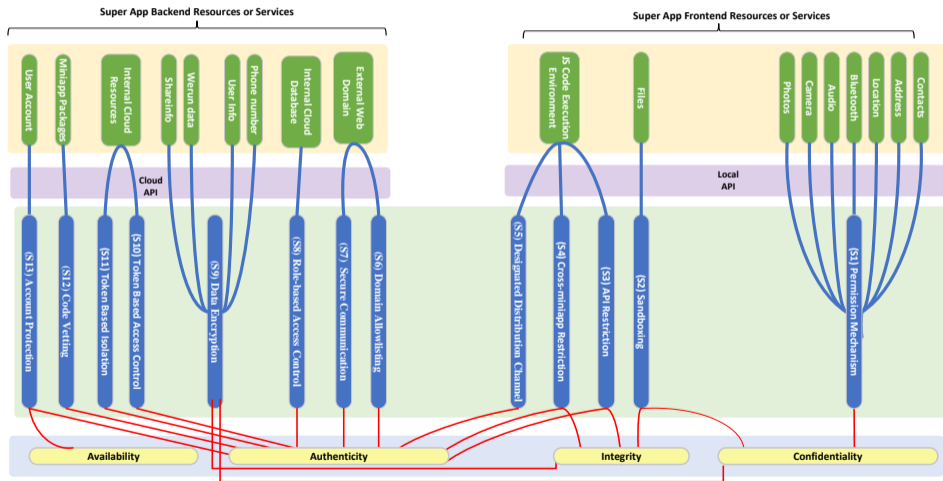 Super App Backend Resources or Services
Super App Frontend Resources or Services
User Account
Miniapp Packages
Internal Cloud
Resources
Shareinfo
Werun data
User Info
Phone number
Internal Cloud
Database
External Web
Domain
JS Code Execution
Environment
Files
Photos
Camera
Audio
Bluetooth
Location
Address
Contacts
Cloud
API
Local
API
(S13) Account Protection
(S12) Code Vetting
(S11) Token Based Isolation
(S10) Token Based Access Control
(S9) Data Encryption
(S8) Role-based Access Control
(S7) Secure Communication
(S6) Domain Allowlisting
(S5) Designated Distribution Channel
(S4) Cross-miniapp Restriction
(S3) API Restriction
(S2) Sandboxing
(S1) Permission Mechanism
Availability
Authenticity
Integrity
Confidentiality